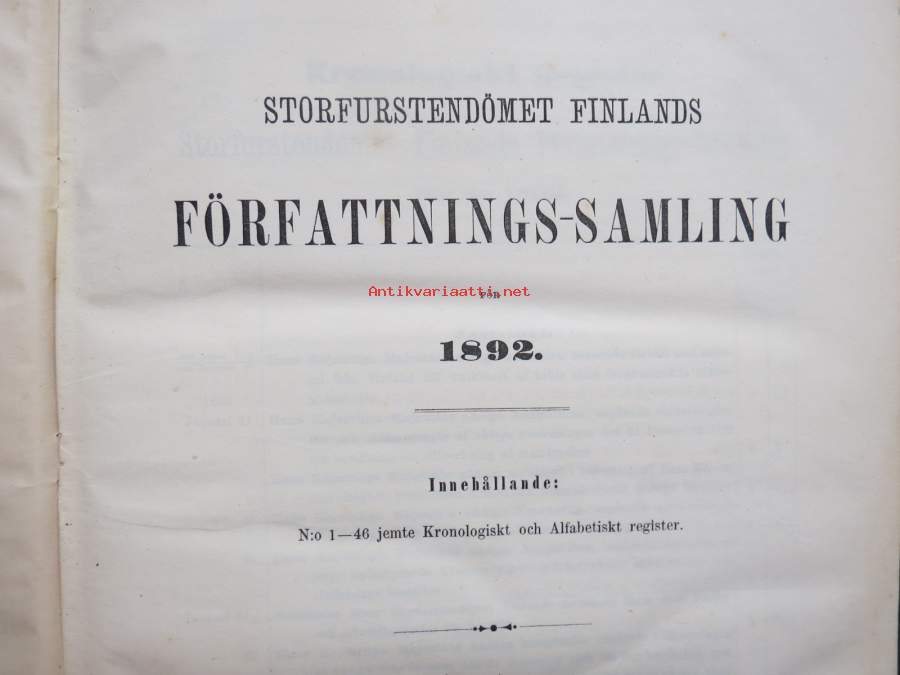 STORFURSTENDÖMET FINLANDS
FÖRFATTNINGS-SAMLING
FÖR
Antikvariaatti.net
1892.
Innehållande:
N:o 1—46 jemte Kronologiskt och Alfabetiskt register.